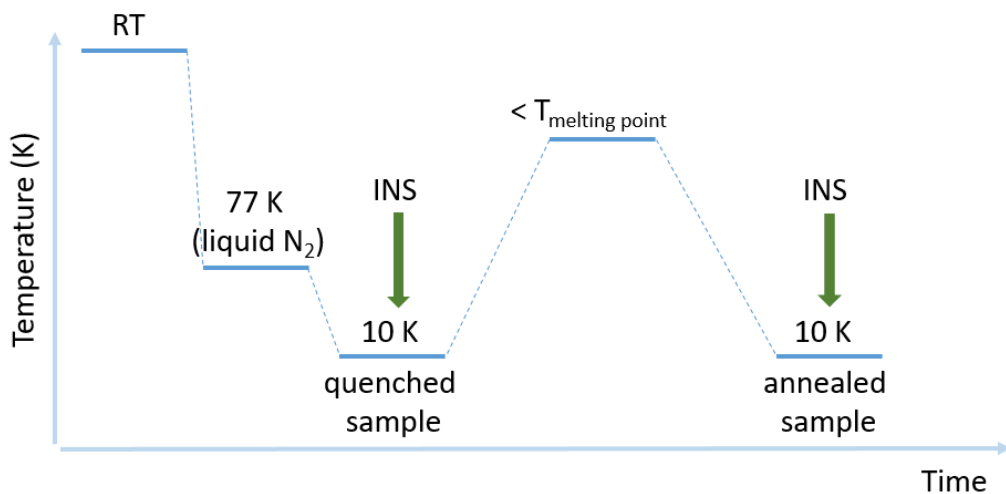 RT
Temperature (K)
77 K
(liquid N₂)
INS
10 K
quenched
sample
< Tmelting point
INS
10 K
annealed
sample
Time